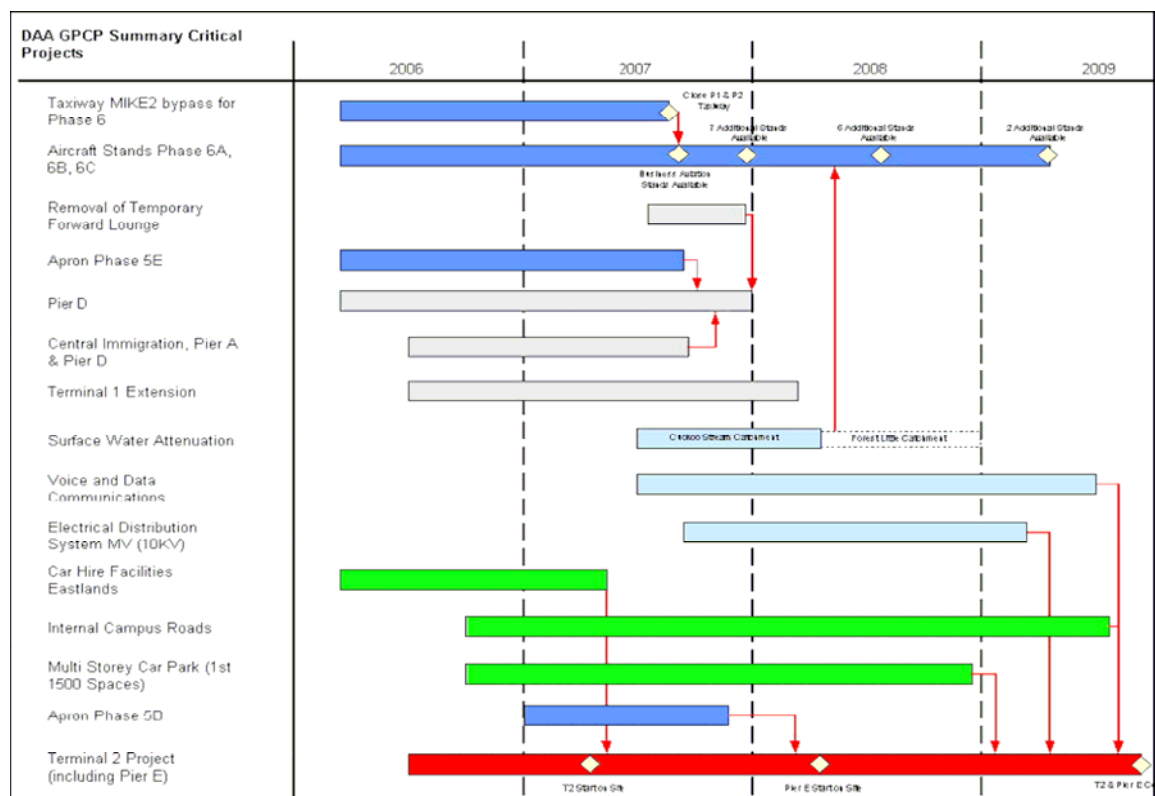 DAA GPCP Summary Critical
Projects
2006
2007
2008
2009
Taxiway MIKE2 bypass for
Phase 6
Close P1 & P2
Taxiway
Aircraft Stands Phase 6A,
6B, 6C
7 Additional Stands
Available
6 Additional Stands
Available
2 Additional Stands
Available
Business Aviation
Stands Available
Removal of Temporary
Forward Lounge
Apron Phase 5E
Pier D
Central Immigration, Pier A
& Pier D
Terminal 1 Extension
Surface Water Attenuation
Cuckoo Stream Catchment
Forest Little Catchment
Voice and Data
Communications
Electrical Distribution
System MV (10KV)
Car Hire Facilities
Eastlands
Internal Campus Roads
Multi Storey Car Park (1st
1500 Spaces)
Apron Phase 5D
Terminal 2 Project
(including Pier E)
T2 Start on Site
Pier E Start on Site
T2 & Pier E